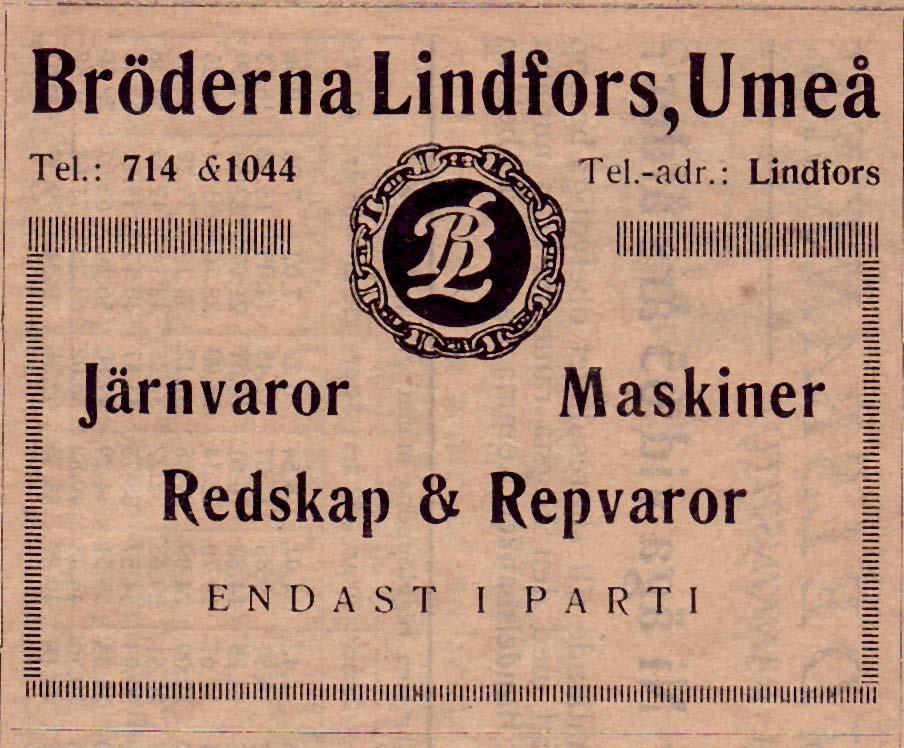 Bröderna Lindfors, Umeå
Tel.: 714 & 1044
Tel.-adr.: Lindfors
BL
Järnvaror
Maskiner
Redskap & Repvaror
ENDAST I PARTI